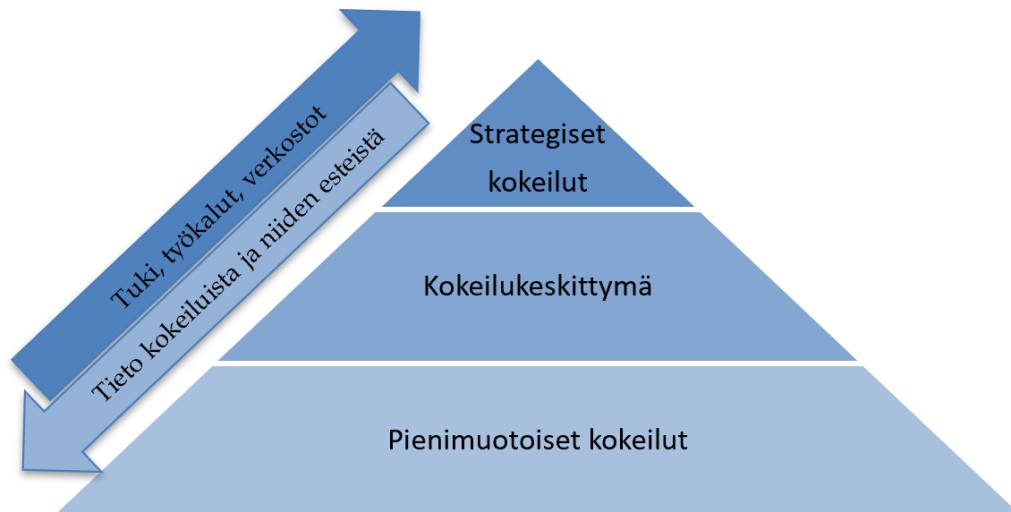 Tuki, työkalut, verkostot
Tieto kokeiluista ja niiden esteistä
Strategiset
kokeilut
Kokeilukeskittymä
Pienimuotoiset kokeilut